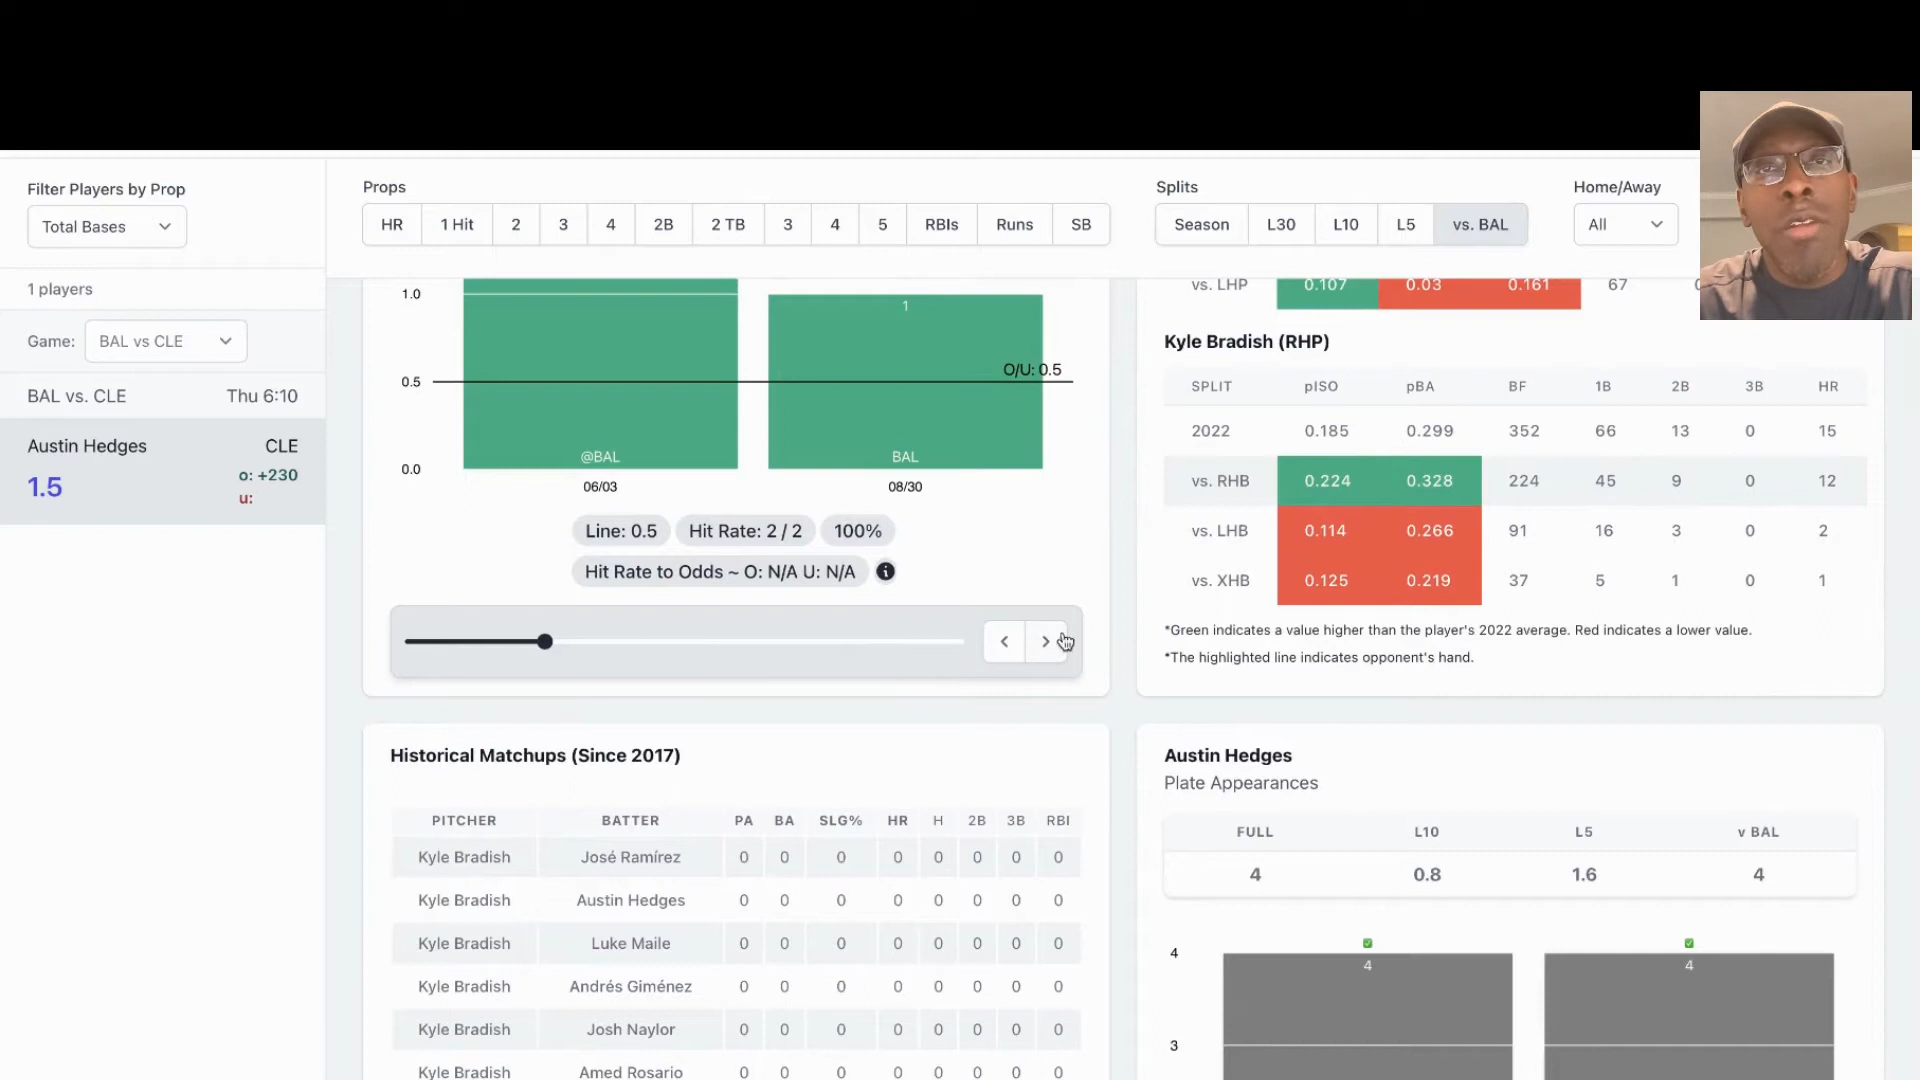 Filter Players by Prop
Total Bases
1 players
Game: BAL vs CLE
BAL vs. CLE Thu 6:10
Austin Hedges CLE
1.5 o: +230
u:
Props
HR 1 Hit 2 3 4 2B 2 TB 3 4 5 RBIs Runs SB
Splits
Season L30 L10 L5 vs. BAL
Home/Away
All
1.0
1
O/U: 0.5
0.5
@BAL BAL
0.0
06/03 08/30
Line: 0.5 Hit Rate: 2 / 2 100%
Hit Rate to Odds ~ O: N/A U: N/A i
vs. LHP 0.107 0.03 0.161 67
Kyle Bradish (RHP)
SPLIT pISO pBA BF 1B 2B 3B HR
2022 0.185 0.299 352 66 13 0 15
vs. RHB 0.224 0.328 224 45 9 0 12
vs. LHB 0.114 0.266 91 16 3 0 2
vs. XHB 0.125 0.219 37 5 1 0 1
*Green indicates a value higher than the player's 2022 average. Red indicates a lower value.
*The highlighted line indicates opponent's hand.
Historical Matchups (Since 2017)
PITCHER BATTER PA BA SLG% HR H 2B 3B RBI
Kyle Bradish José Ramírez 0 0 0 0 0 0 0 0
Kyle Bradish Austin Hedges 0 0 0 0 0 0 0 0
Kyle Bradish Luke Maile 0 0 0 0 0 0 0 0
Kyle Bradish Andrés Giménez 0 0 0 0 0 0 0 0
Kyle Bradish Josh Naylor 0 0 0 0 0 0 0 0
Kyle Bradish Amed Rosario 0 0 0 0 0 0 0 0
Austin Hedges
Plate Appearances
FULL L10 L5 v BAL
4 0.8 1.6 4
4 4 4
3